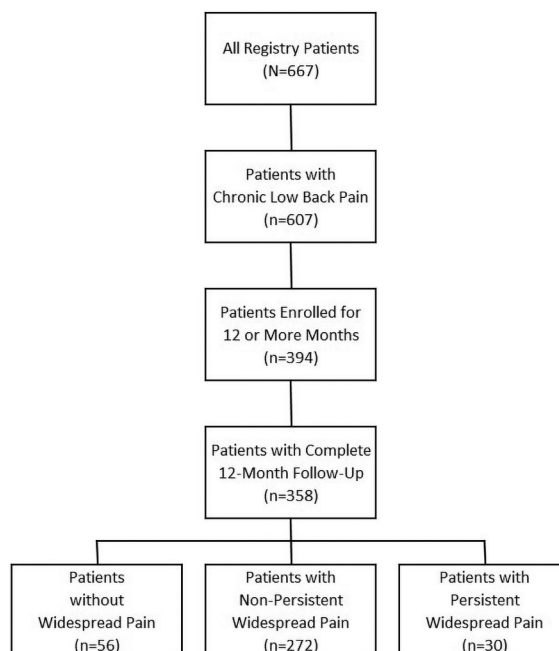 All Registry Patients
(N=667)
Patients with
Chronic Low Back Pain
(n=607)
Patients Enrolled for
12 or More Months
(n=394)
Patients with Complete
12-Month Follow-Up
(n=358)
Patients
without
Widespread Pain
(n=56)
Patients with
Non-Persistent
Widespread Pain
(n=272)
Patients with
Persistent
Widespread Pain
(n=30)